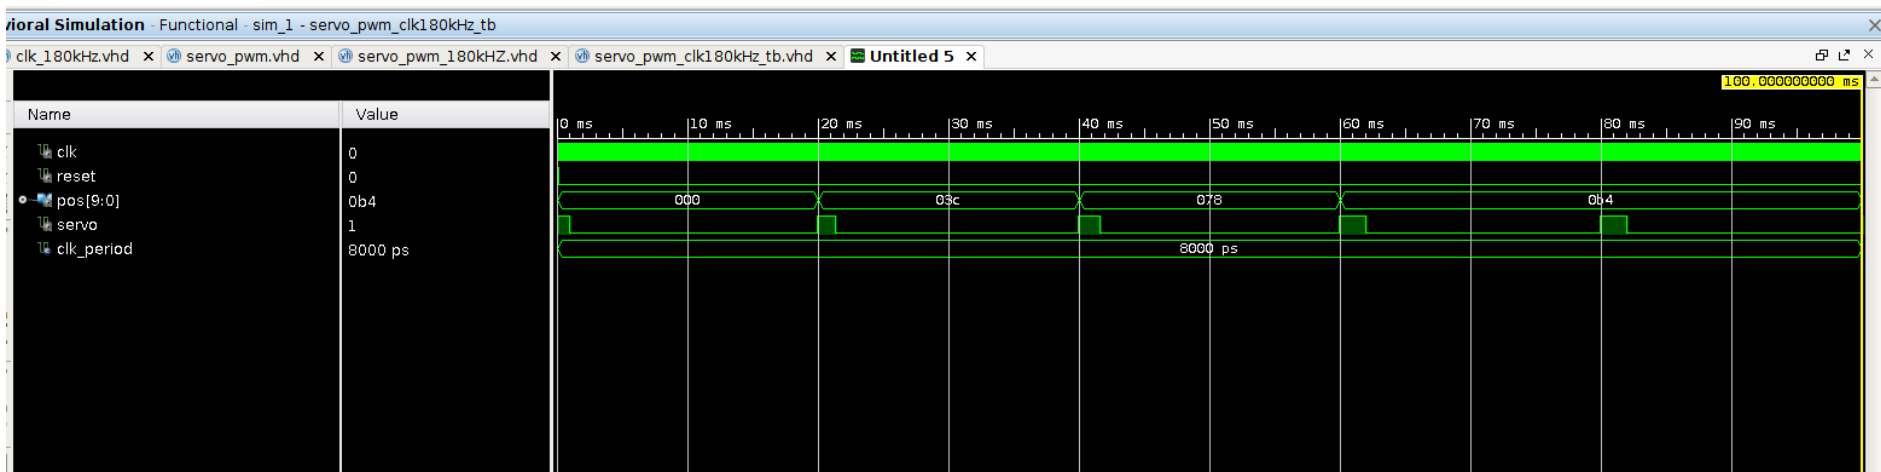 vioral Simulation - Functional - sim_1 - servo_pwm_clk180kHz_tb
clk_180kHz.vhd × servo_pwm.vhd × servo_pwm_180kHZ.vhd × servo_pwm_clk180kHz_tb.vhd × Untitled 5 ×
100.000000000 ms
Name Value
0 ms 10 ms 20 ms 30 ms 40 ms 50 ms 60 ms 70 ms 80 ms 90 ms
clk 0
reset 0
pos[9:0] 0b4 000 03c 078 0b4
servo 1
clk_period 8000 ps 8000 ps